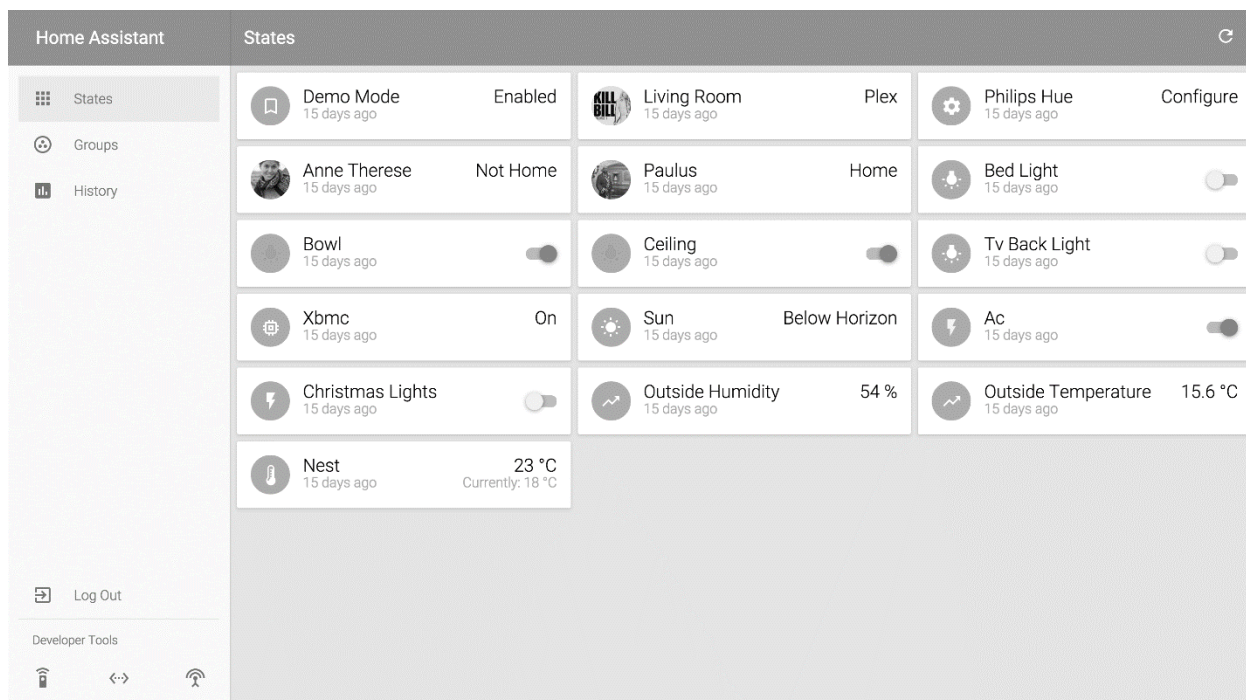 Home Assistant
States
States
Groups
History
Log Out
Developer Tools
Demo Mode
Enabled
15 days ago
KILL
BILL
Living Room
Plex
15 days ago
Philips Hue
Configure
15 days ago
Anne Therese
Not Home
15 days ago
Paulus
Home
15 days ago
Bed Light
15 days ago
Bowl
15 days ago
Ceiling
15 days ago
Tv Back Light
15 days ago
Xbmc
On
15 days ago
Sun
Below Horizon
15 days ago
Ac
15 days ago
Christmas Lights
15 days ago
Outside Humidity
54 %
15 days ago
Outside Temperature
15.6 °C
15 days ago
Nest
23 °C
15 days ago
Currently: 18 °C